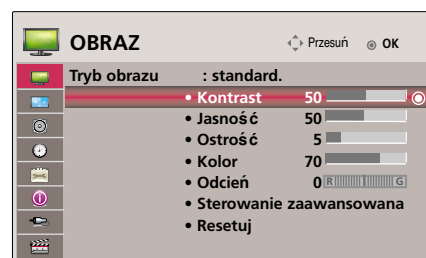 OBRAZ Przesuń OK
Tryb obrazu : standard.
• Kontrast 50
• Jasność 50
• Ostrość 5
• Kolor 70
• Odcień 0 R G
• Sterowanie zaawansowana
• Resetuj